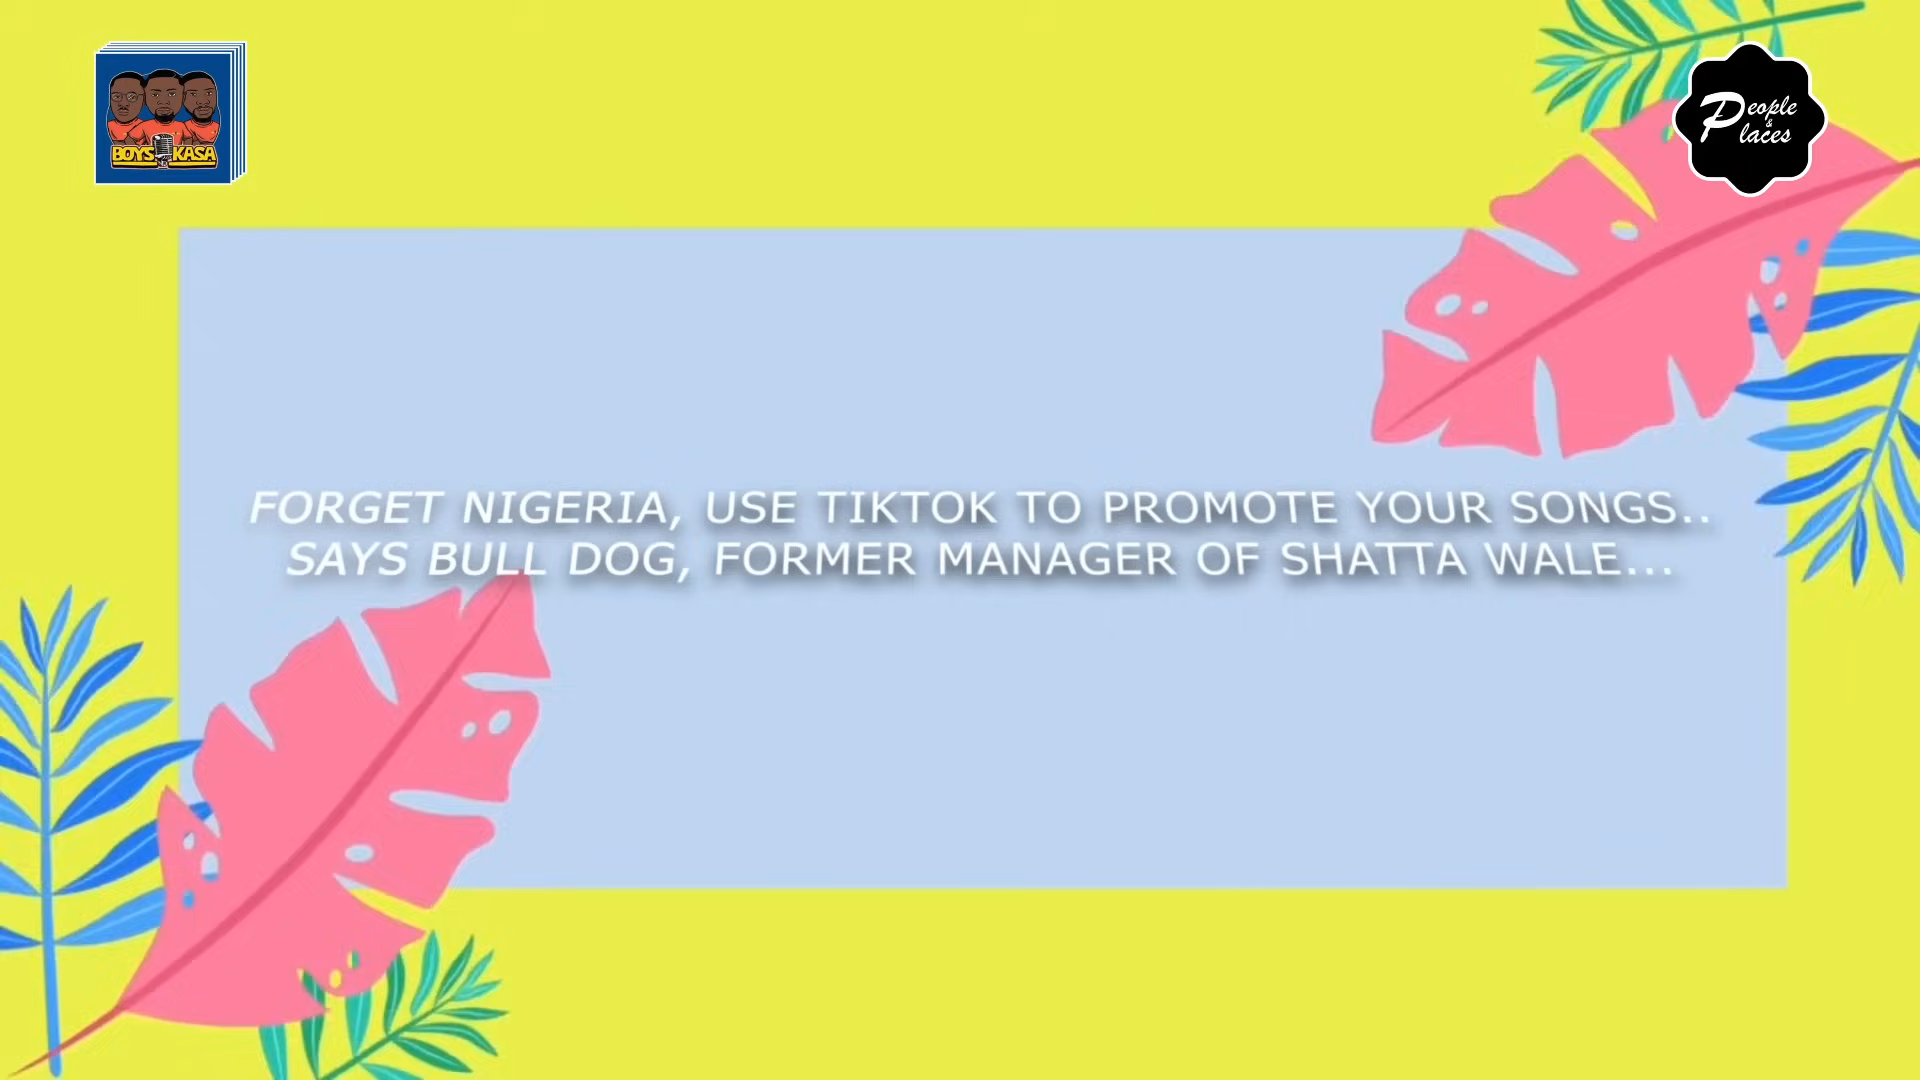 BOYS KASA
People
&
Places
FORGET NIGERIA, USE TIKTOK TO PROMOTE YOUR SONGS..
SAYS BULL DOG, FORMER MANAGER OF SHATTA WALE...